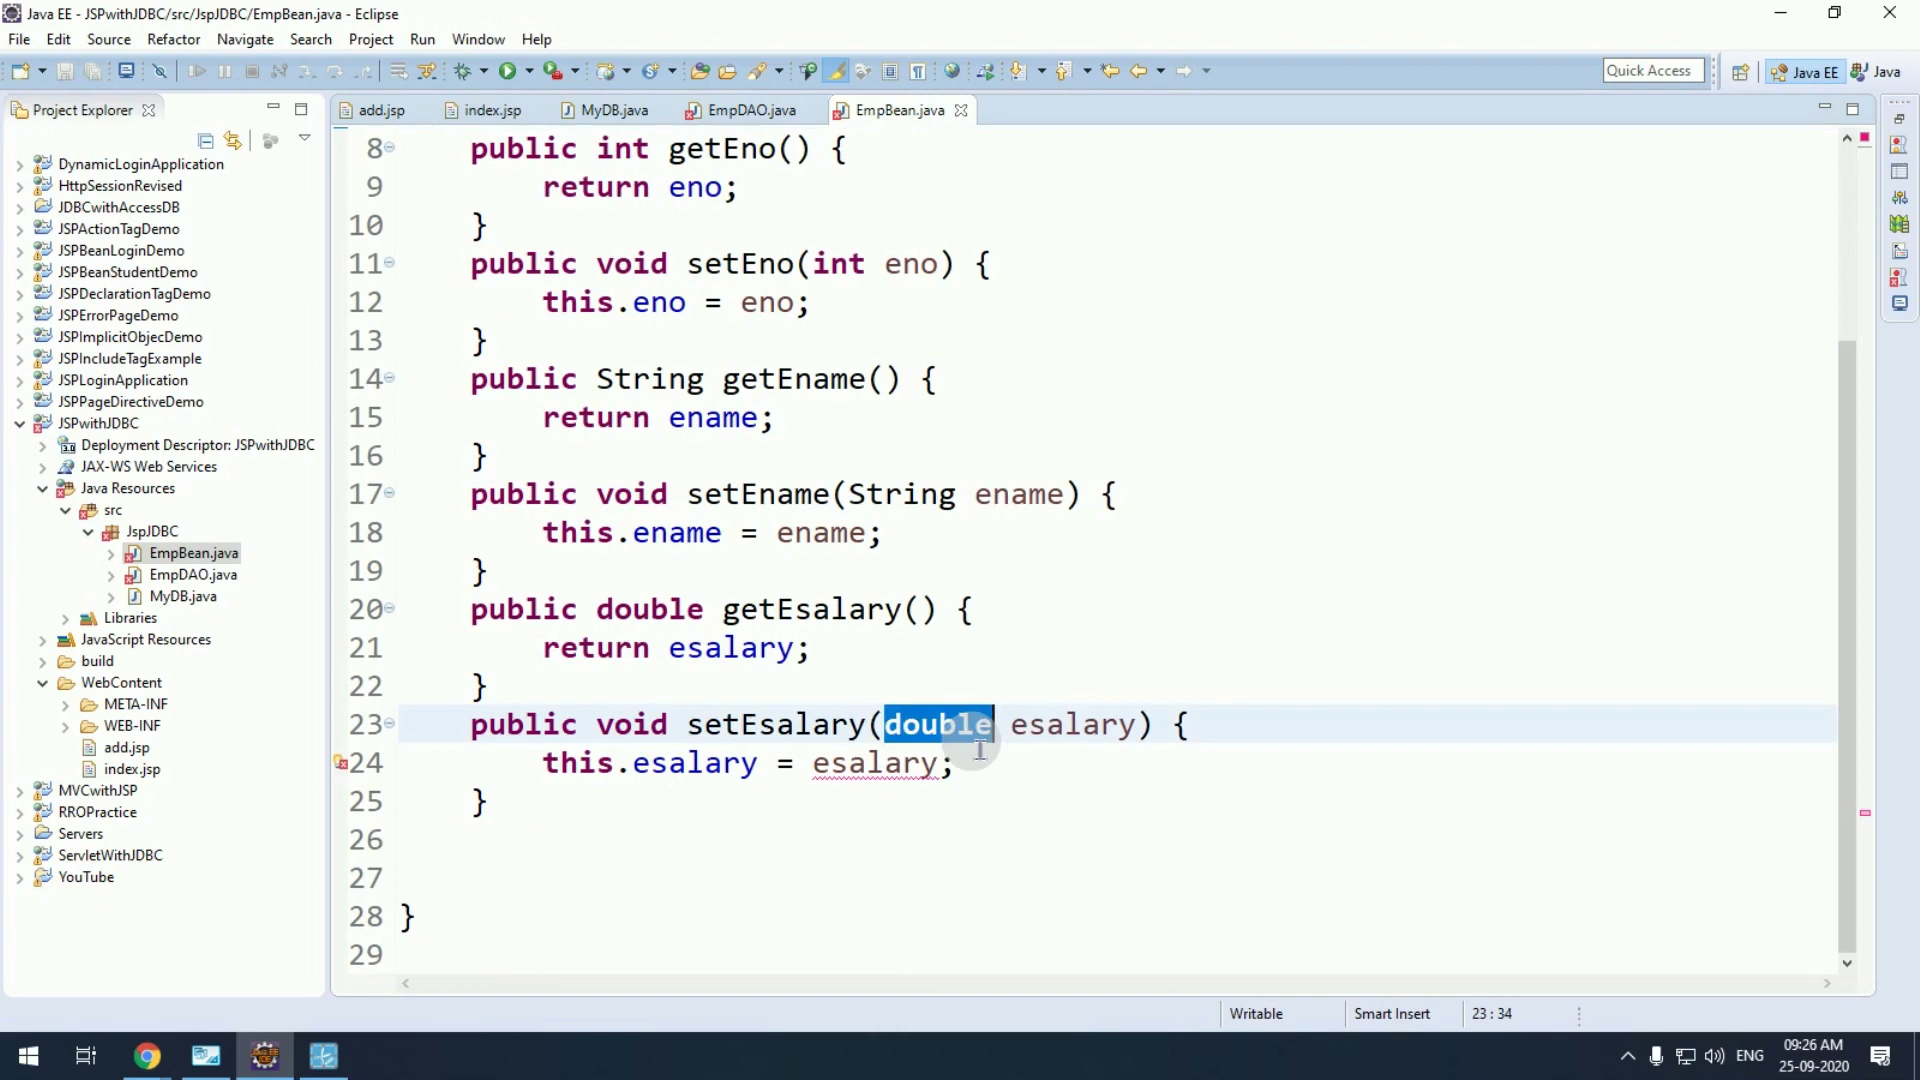 Java EE - JSPwithJDBC/src/JspJDBC/EmpBean.java - Eclipse
File Edit Source Refactor Navigate Search Project Run Window Help
Quick Access
Java EE
Java
Project Explorer
add.jsp
index.jsp
MyDB.java
EmpDAO.java
EmpBean.java
DynamicLoginApplication
HttpSessionRevised
JDBCwithAccessDB
JSPActionTagDemo
JSPBeanLoginDemo
JSPBeanStudentDemo
JSPDeclarationTagDemo
JSPErrorPageDemo
JSPImplicitObjecDemo
JSPIncludeTagExample
JSPLoginApplication
JSPPageDirectiveDemo
JSPwithJDBC
Deployment Descriptor: JSPwithJDBC
JAX-WS Web Services
Java Resources
src
JspJDBC
EmpBean.java
EmpDAO.java
MyDB.java
Libraries
JavaScript Resources
build
WebContent
META-INF
WEB-INF
add.jsp
index.jsp
MVCwithJSP
RROPractice
Servers
ServletWithJDBC
YouTube
8 public int getEno() {
9 return eno;
10 }
11 public void setEno(int eno) {
12 this.eno = eno;
13 }
14 public String getEname() {
15 return ename;
16 }
17 public void setEname(String ename) {
18 this.ename = ename;
19 }
20 public double getEsalary() {
21 return esalary;
22 }
23 public void setEsalary(double esalary) {
24 this.esalary = esalary;
25 }
26
27
28 }
29
Writable
Smart Insert
23 : 34
ENG
09:26 AM
25-09-2020